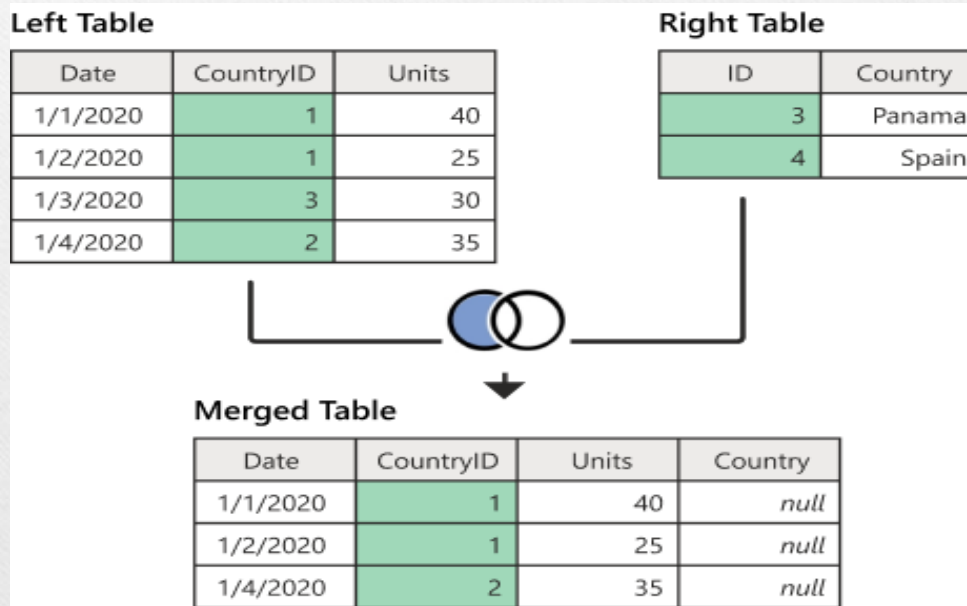 Left Table
Right Table
Date CountryID Units
1/1/2020 1 40
1/2/2020 1 25
1/3/2020 3 30
1/4/2020 2 35
ID Country
3 Panama
4 Spain
Merged Table
Date CountryID Units Country
1/1/2020 1 40 null
1/2/2020 1 25 null
1/4/2020 2 35 null